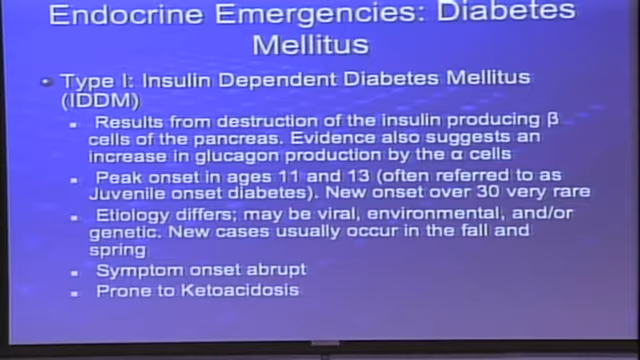 Endocrine Emergencies: Diabetes
Mellitus
Type I: Insulin Dependent Diabetes Mellitus
(IDDM)
Results from destruction of the insulin producing β
cells of the pancreas. Evidence also suggests an
increase in glucagon production by the α cells
Peak onset in ages 11 and 13 (often referred to as
Juvenile onset diabetes). New onset over 30 very rare
Etiology differs; may be viral, environmental, and/or
genetic. New cases usually occur in the fall and
spring
Symptom onset abrupt
Prone to Ketoacidosis